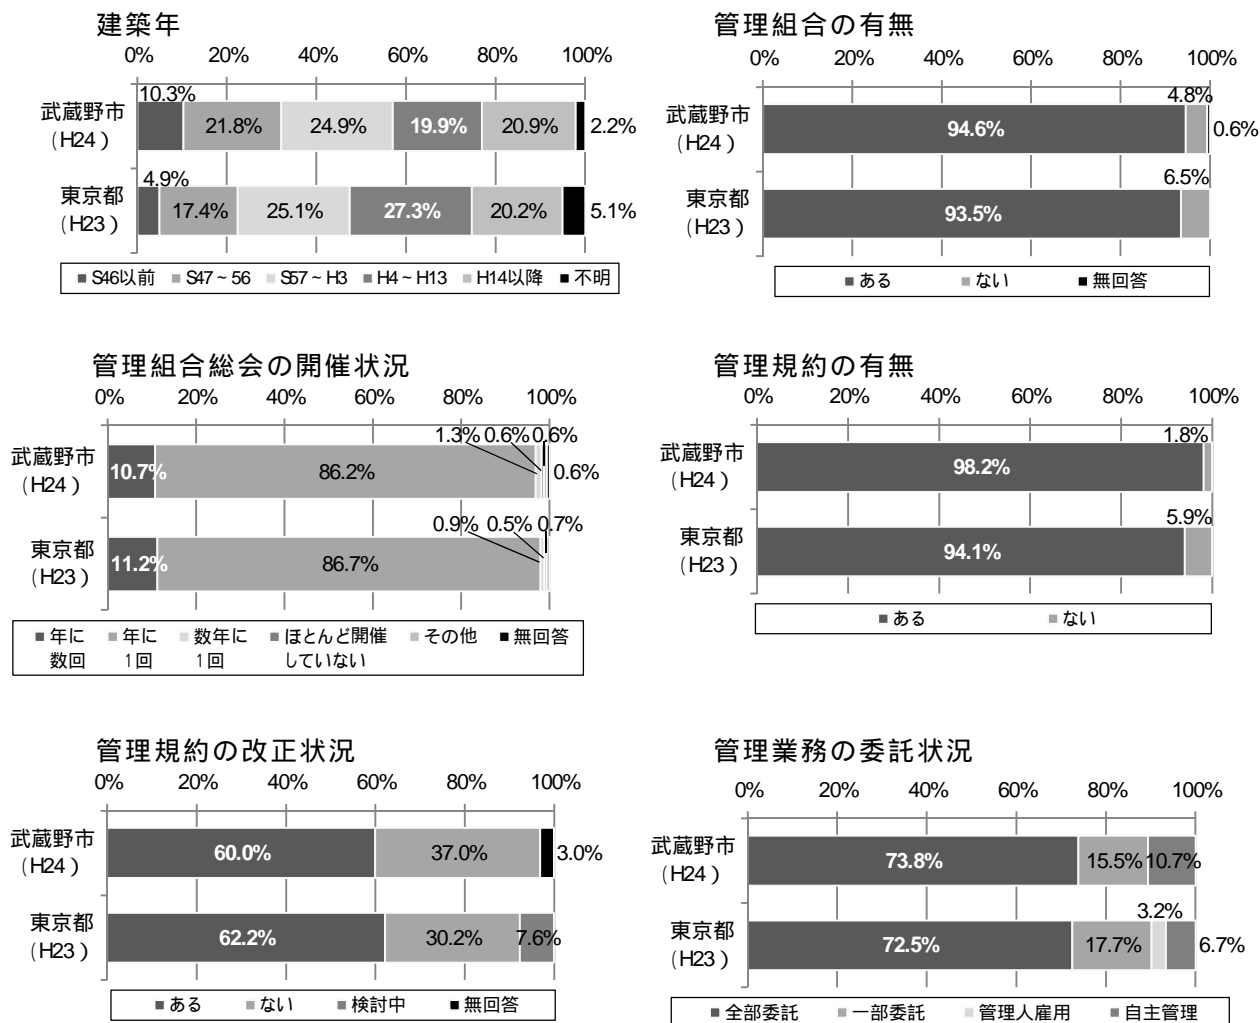 建築年
0% 20% 40% 60% 80% 100%
武蔵野市
(H24)
10.3% 21.8% 24.9% 19.9% 20.9% 2.2%
東京都
(H23)
4.9% 17.4% 25.1% 27.3% 20.2% 5.1%
■S46以前 ■S47～56 ■S57～H3 ■H4～H13 ■H14以降 ■不明
管理組合の有無
0% 20% 40% 60% 80% 100%
武蔵野市
(H24)
94.6% 4.8% 0.6%
東京都
(H23)
93.5% 6.5%
■ある ■ない ■無回答
管理組合総会の開催状況
0% 20% 40% 60% 80% 100%
武蔵野市
(H24)
10.7% 86.2% 1.3% 0.6% 0.6% 0.6%
東京都
(H23)
11.2% 86.7% 0.9% 0.5% 0.7%
■年に数回 ■年に1回 ■数年に1回 ■ほとんど開催していない ■その他 ■無回答
管理規約の有無
0% 20% 40% 60% 80% 100%
武蔵野市
(H24)
98.2% 1.8%
東京都
(H23)
94.1% 5.9%
■ある ■ない
管理規約の改正状況
0% 20% 40% 60% 80% 100%
武蔵野市
(H24)
60.0% 37.0% 3.0%
東京都
(H23)
62.2% 30.2% 7.6%
■ある ■ない ■検討中 ■無回答
管理業務の委託状況
0% 20% 40% 60% 80% 100%
武蔵野市
(H24)
73.8% 15.5% 10.7%
東京都
(H23)
72.5% 17.7% 3.2% 6.7%
■全部委託 ■一部委託 ■管理人雇用 ■自主管理